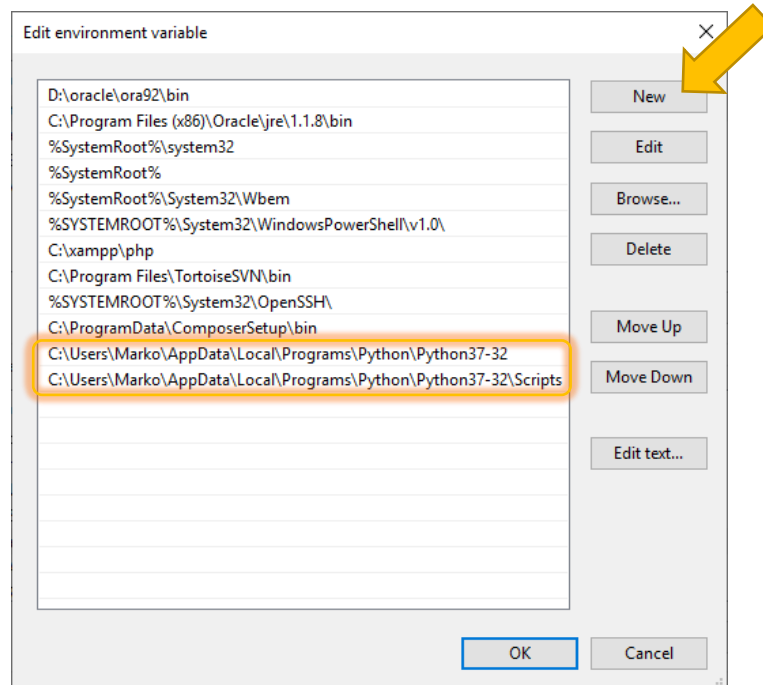 Edit environment variable
D:\oracle\ora92\bin
C:\Program Files (x86)\Oracle\jre\1.1.8\bin
%SystemRoot%\system32
%SystemRoot%
%SystemRoot%\System32\Wbem
%SYSTEMROOT%\System32\WindowsPowerShell\v1.0\
C:\xampp\php
C:\Program Files\TortoiseSVN\bin
%SYSTEMROOT%\System32\OpenSSH\
C:\ProgramData\ComposerSetup\bin
C:\Users\Marko\AppData\Local\Programs\Python\Python37-32
C:\Users\Marko\AppData\Local\Programs\Python\Python37-32\Scripts
New
Edit
Browse...
Delete
Move Up
Move Down
Edit text...
OK
Cancel